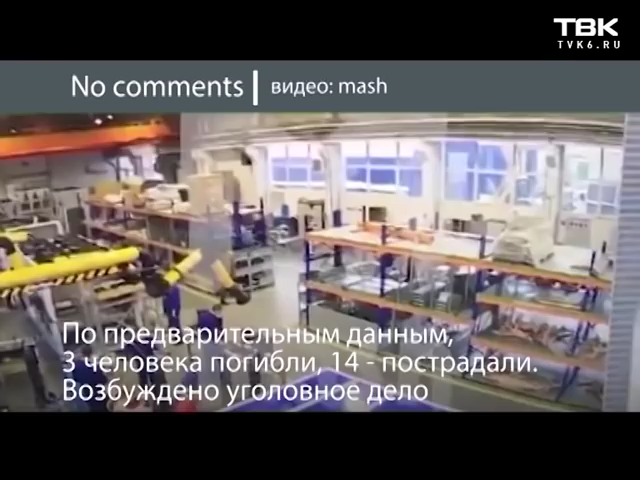 ТВК
TVK6.RU
No comments | видео: mash
По предварительным данным,
3 человека погибли, 14 - пострадали.
Возбуждено уголовное дело